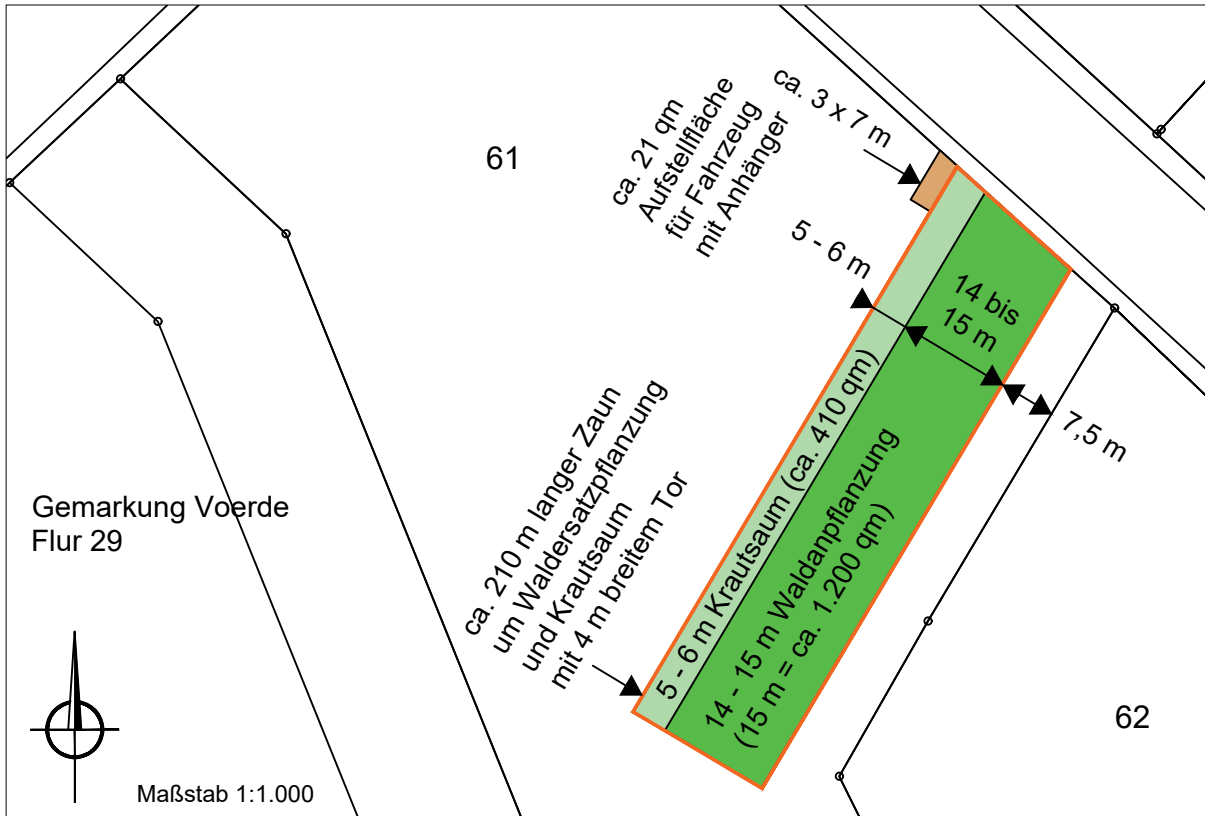 61
ca. 3 x 7 m
ca. 21 qm
Aufstellfläche
für Fahrzeug
mit Anhänger
5 - 6 m
14 bis
15 m
7,5 m
ca. 210 m langer Zaun
um Waldersatzpflanzung
und Krautsaum
mit 4 m breitem Tor
5 - 6 m Krautsaum (ca. 410 qm)
14 - 15 m Waldanpflanzung
(15 m = ca. 1.200 qm)
Gemarkung Voerde
Flur 29
62
Maßstab 1:1.000